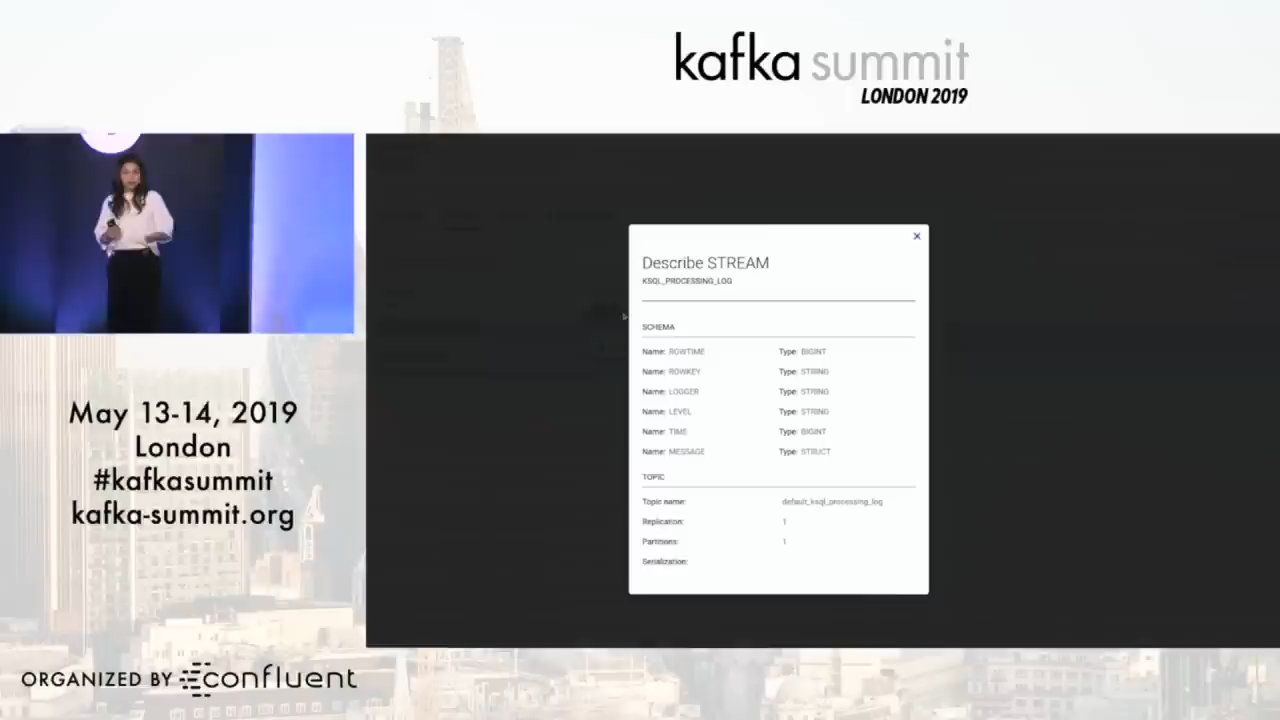 kafka summit
LONDON 2019
Describe STREAM
KSQL_PROCESSING_LOG
SCHEMA
Name: ROWTIME Type: BIGINT
Name: ROWKEY Type: STRING
Name: LOGGER Type: STRING
Name: LEVEL Type: STRING
Name: TIME Type: BIGINT
Name: MESSAGE Type: STRUCT
TOPIC
Topic name: default_ksql_processing_log
Replication: 1
Partitions: 1
Serialization:
May 13-14, 2019
London
#kafkasummit
kafka-summit.org
ORGANIZED BY confluent